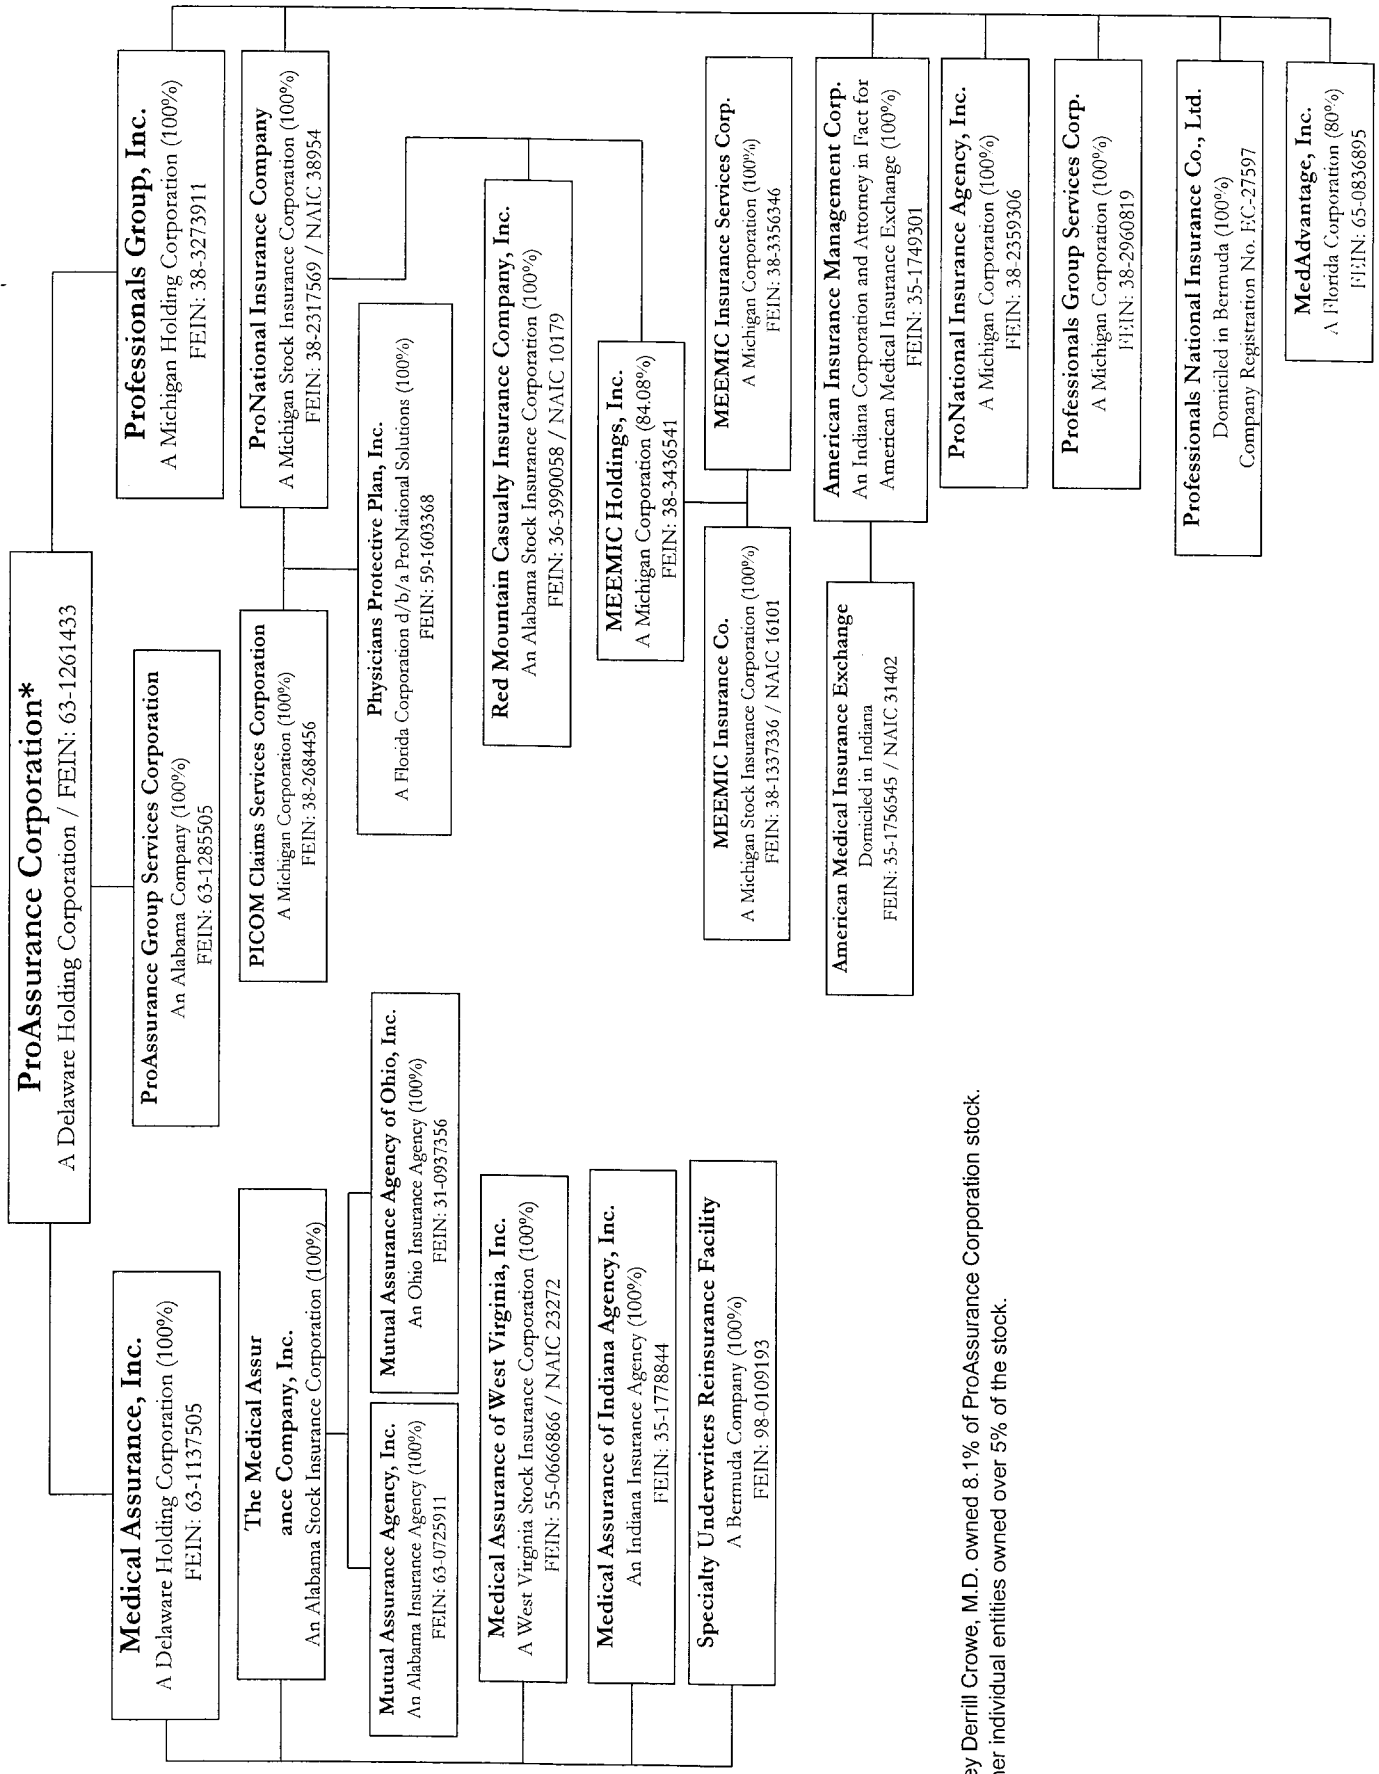 ProAssurance Corporation*
A Delaware Holding Corporation / FEIN: 63-1261433
Medical Assurance, Inc.
A Delaware Holding Corporation (100%)
FEIN: 63-1137505
ProAssurance Group Services Corporation
An Alabama Company (100%)
FEIN: 63-1285505
Professionals Group, Inc.
A Michigan Holding Corporation (100%)
FEIN: 38-3273911
The Medical Assur
ance Company, Inc.
An Alabama Stock Insurance Corporation (100%)
Mutual Assurance Agency, Inc.
An Alabama Insurance Agency (100%)
FEIN: 63-0725911
Mutual Assurance Agency of Ohio, Inc.
An Ohio Insurance Agency (100%)
FEIN: 31-0937356
Medical Assurance of West Virginia, Inc.
A West Virginia Stock Insurance Corporation (100%)
FEIN: 55-0666866 / NAIC 23272
Medical Assurance of Indiana Agency, Inc.
An Indiana Insurance Agency (100%)
FEIN: 35-1778844
Specialty Underwriters Reinsurance Facility
A Bermuda Company (100%)
FEIN: 98-0109193
PICOM Claims Services Corporation
A Michigan Corporation (100%)
FEIN: 38-2684456
ProNational Insurance Company
A Michigan Stock Insurance Corporation (100%)
FEIN: 38-2317569 / NAIC 38954
Physicians Protective Plan, Inc.
A Florida Corporation d/b/a ProNational Solutions (100%)
FEIN: 59-1603368
Red Mountain Casualty Insurance Company, Inc.
An Alabama Stock Insurance Corporation (100%)
FEIN: 36-3990058 / NAIC 10179
MEEMIC Holdings, Inc.
A Michigan Corporation (84.08%)
FEIN: 38-3436541
MEEMIC Insurance Co.
A Michigan Stock Insurance Corporation (100%)
FEIN: 38-1337336 / NAIC 16101
MEEMIC Insurance Services Corp.
A Michigan Corporation (100%)
FEIN: 38-3356346
American Medical Insurance Exchange
Domiciled in Indiana
FEIN: 35-1756545 / NAIC 31402
American Insurance Management Corp.
An Indiana Corporation and Attorney in Fact for
American Medical Insurance Exchange (100%)
FEIN: 35-1749301
ProNational Insurance Agency, Inc.
A Michigan Corporation (100%)
FEIN: 38-2359306
Professionals Group Services Corp.
A Michigan Corporation (100%)
FEIN: 38-2960819
Professionals National Insurance Co., Ltd.
Domiciled in Bermuda (100%)
Company Registration No. EC-27597
MedAdvantage, Inc.
A Florida Corporation (80%)
FEIN: 65-0836895
ey Derrill Crowe, M.D. owned 8.1% of ProAssurance Corporation stock.
ner individual entities owned over 5% of the stock.